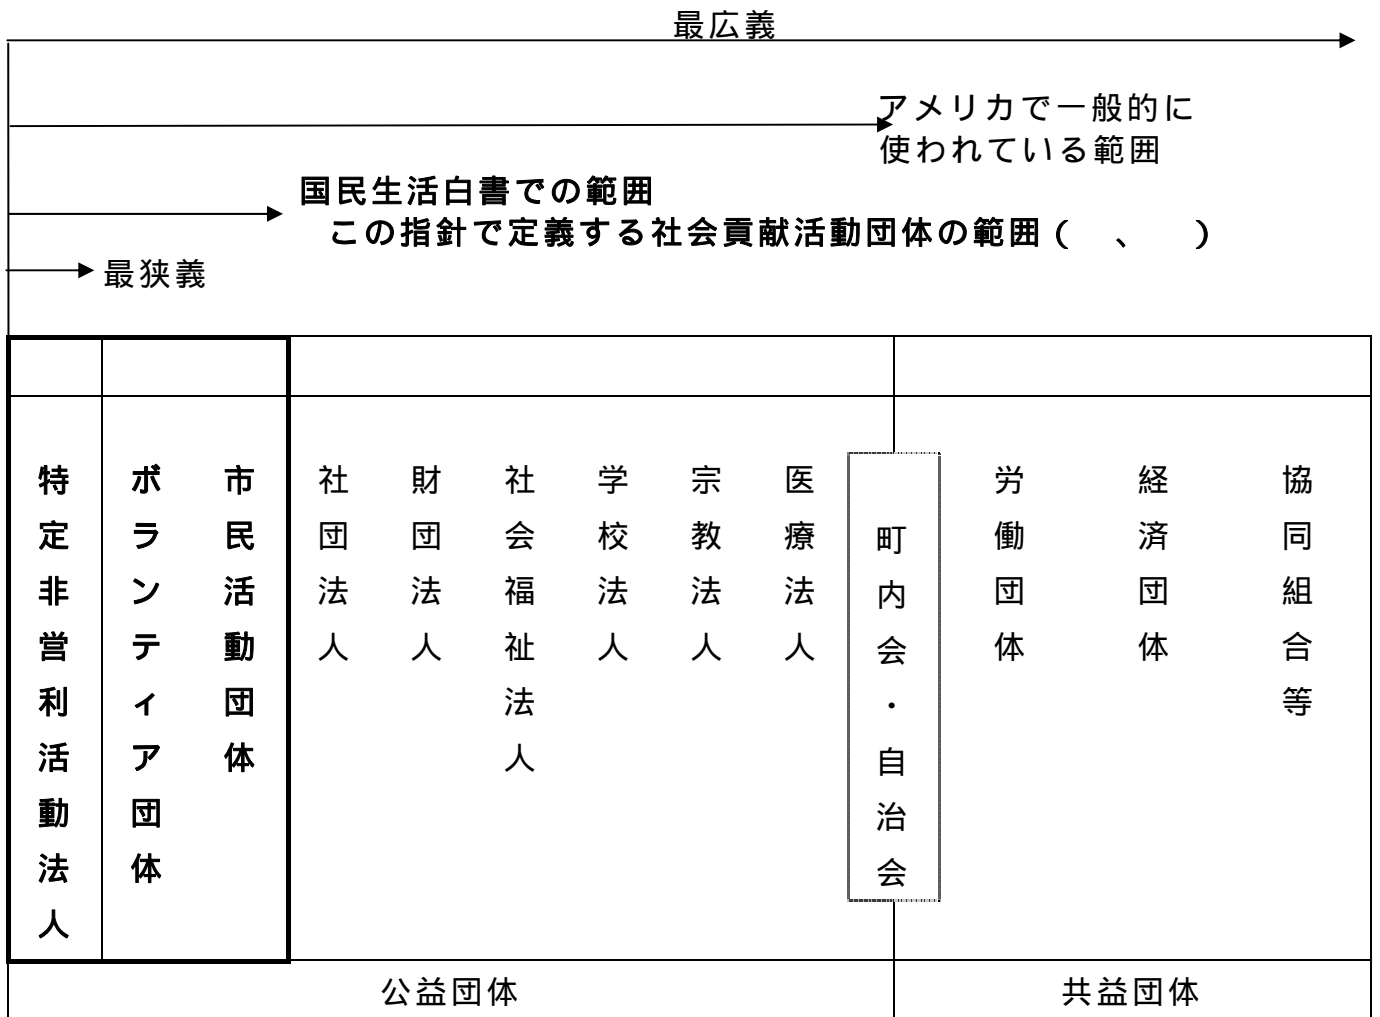 最広義
アメリカで一般的に
使われている範囲
国民生活白書での範囲
この指針で定義する社会貢献活動団体の範囲(　、　)
最狭義
特定非営利活動法人
ボランティア団体
市民活動団体
社団法人
財団法人
社会福祉法人
学校法人
宗教法人
医療法人
町内会・自治会
労働団体
経済団体
協同組合等
公益団体
共益団体